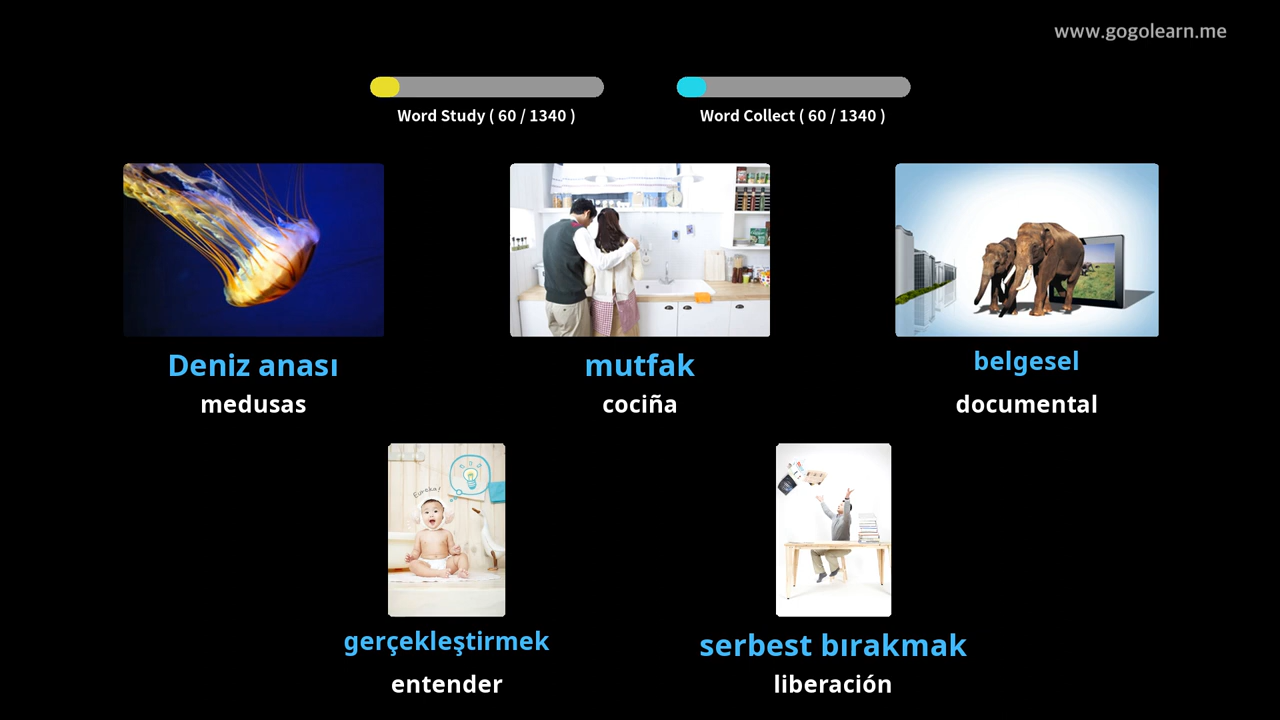 www.gogolearn.me
Word Study ( 60 / 1340 )
Word Collect ( 60 / 1340 )
Deniz anası
medusas
mutfak
cociña
belgesel
documental
Eureka!
gerçekleştirmek
entender
serbest bırakmak
liberación